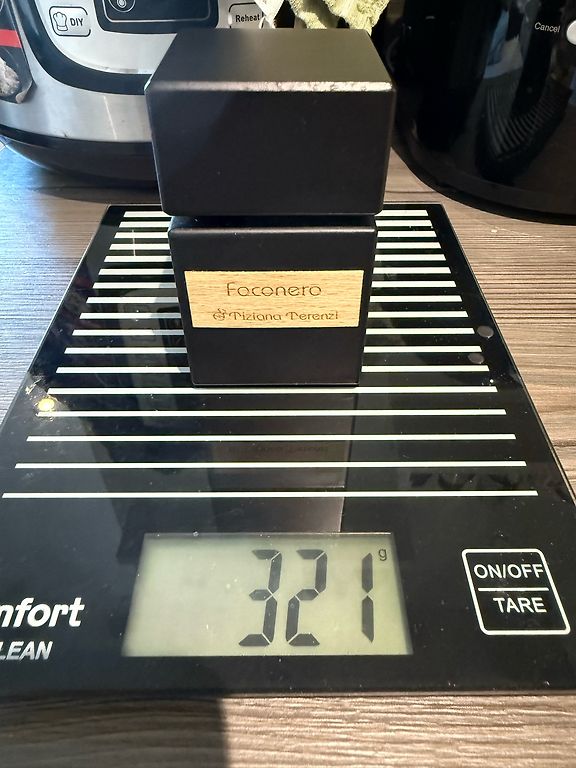 DIY
Reheat
Cancel
Foconero
Tiziana Terenzi
321 g
ON/OFF
TARE
nfort
LEAN